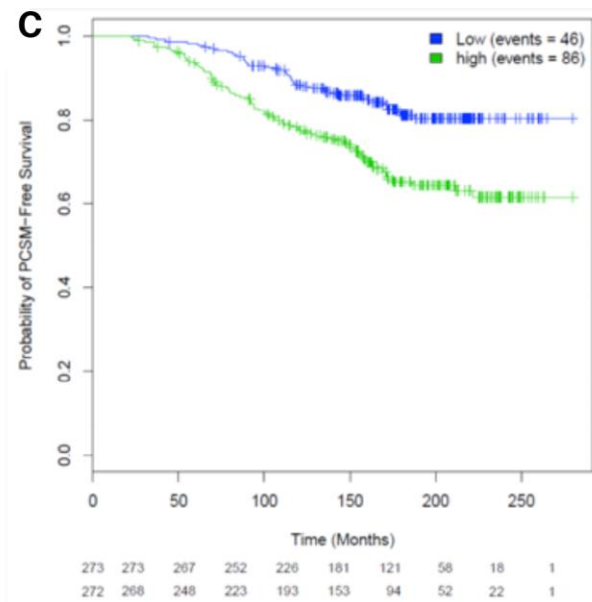 C
Low (events = 46)
high (events = 86)
Probability of PCSM-Free Survival
1.0
0.8
0.6
0.4
0.2
0.0
0 50 100 150 200 250
Time (Months)
273 273 267 252 226 181 121 58 18 1
272 268 248 223 193 153 94 52 22 1